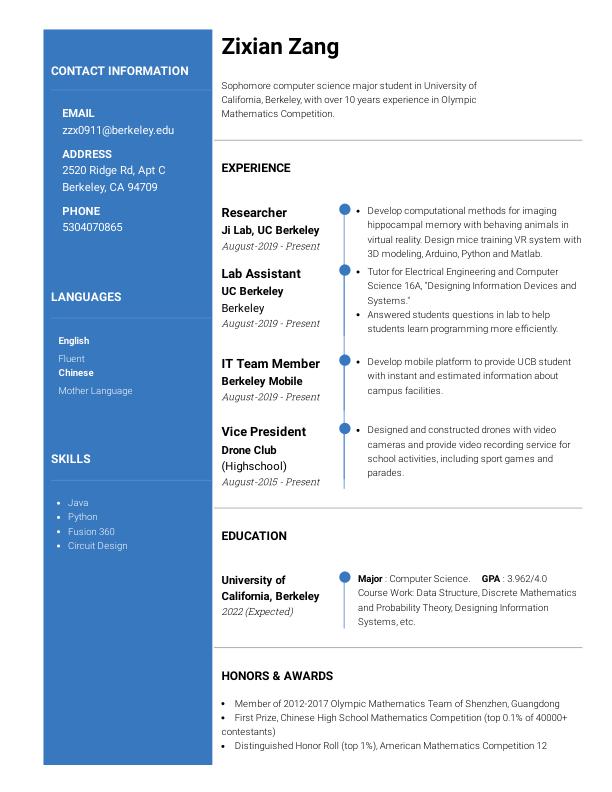 Zixian Zang
Sophomore computer science major student in University of
California, Berkeley, with over 10 years experience in Olympic
Mathematics Competition.
CONTACT INFORMATION
EMAIL
zzx0911@berkeley.edu
ADDRESS
2520 Ridge Rd, Apt C
Berkeley, CA 94709
PHONE
5304070865
LANGUAGES
English
Fluent
Chinese
Mother Language
SKILLS
• Java
• Python
• Fusion 360
• Circuit Design
EXPERIENCE
Researcher
Ji Lab, UC Berkeley
August-2019 - Present
• Develop computational methods for imaging
hippocampal memory with behaving animals in
virtual reality. Design mice training VR system with
3D modeling, Arduino, Python and Matlab.
Lab Assistant
UC Berkeley
Berkeley
August-2019 - Present
• Tutor for Electrical Engineering and Computer
Science 16A, "Designing Information Devices and
Systems."
• Answered students questions in lab to help
students learn programming more efficiently.
IT Team Member
Berkeley Mobile
August-2019 - Present
• Develop mobile platform to provide UCB student
with instant and estimated information about
campus facilities.
Vice President
Drone Club
(Highschool)
August-2015 - Present
• Designed and constructed drones with video
cameras and provide video recording service for
school activities, including sport games and
parades.
EDUCATION
University of
California, Berkeley
2022 (Expected)
Major : Computer Science. GPA : 3.962/4.0
Course Work: Data Structure, Discrete Mathematics
and Probability Theory, Designing Information
Systems, etc.
HONORS & AWARDS
• Member of 2012-2017 Olympic Mathematics Team of Shenzhen, Guangdong
• First Prize, Chinese High School Mathematics Competition (top 0.1% of 40000+
contestants)
• Distinguished Honor Roll (top 1%), American Mathematics Competition 12